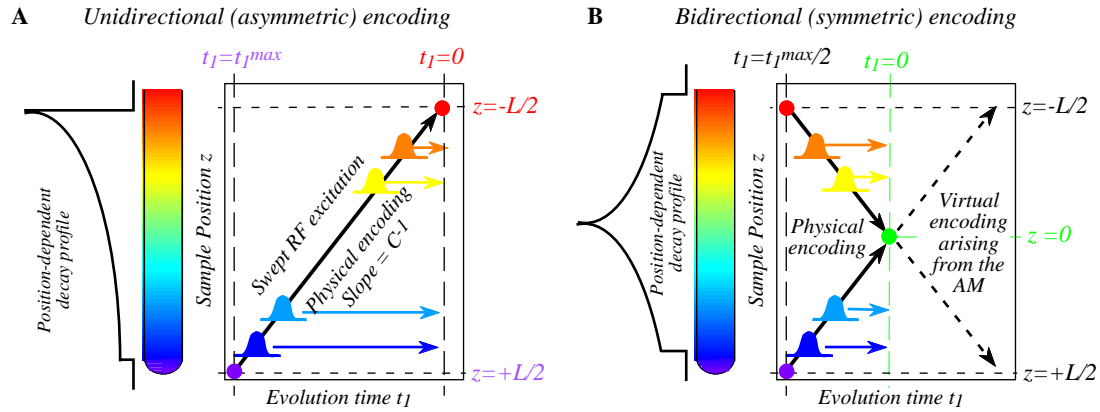 A
Unidirectional (asymmetric) encoding
t1=t1max
t1=0
Position-dependent
decay profile
Sample Position z
Swept RF excitation
Physical encoding
Slope = C-1
z=-L/2
z=+L/2
Evolution time t1
B
Bidirectional (symmetric) encoding
t1=t1max/2
t1=0
Position-dependent
decay profile
Sample Position z
Physical
encoding
Virtual
encoding
arising
from the
AM
z=-L/2
z=0
z=+L/2
Evolution time t1